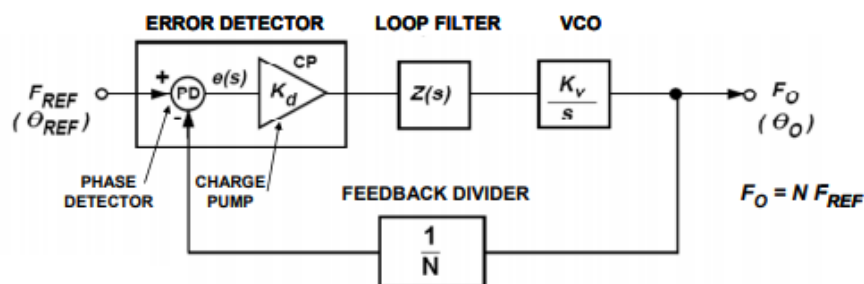 ERROR DETECTOR
LOOP FILTER
VCO
CP
F_REF
(θ_REF)
+
PD
-
e(s)
K_d
Z(s)
K_v
s
F_O
(θ_O)
PHASE
DETECTOR
CHARGE
PUMP
FEEDBACK DIVIDER
1
N
F_O = N F_REF